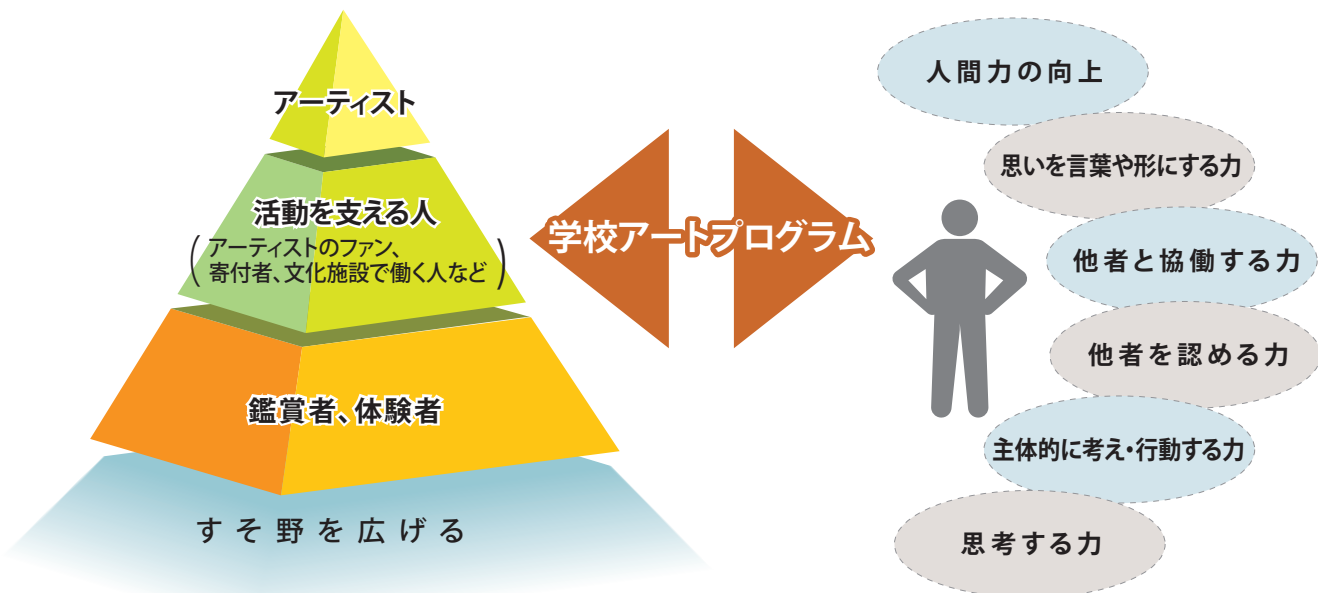 アーティスト
活動を支える人
(アーティストのファン、
寄付者、文化施設で働く人など)
鑑賞者、体験者
すそ野を広げる
学校アートプログラム
人間力の向上
思いを言葉や形にする力
他者と協働する力
他者を認める力
主体的に考え・行動する力
思考する力